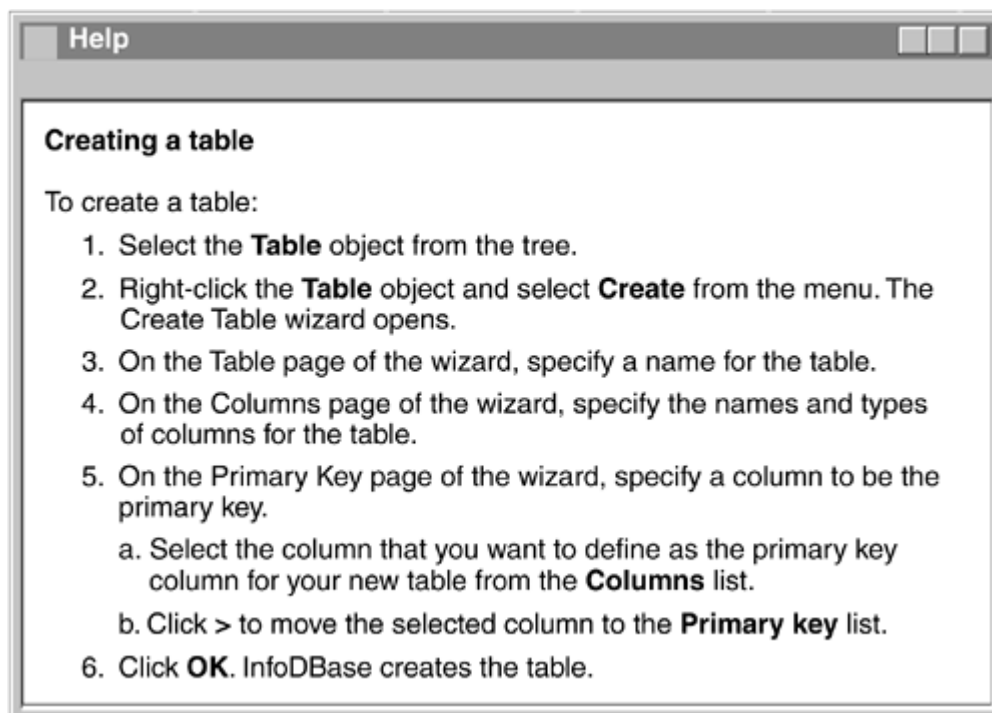 Help
Creating a table
To create a table:
1. Select the Table object from the tree.
2. Right-click the Table object and select Create from the menu. The
Create Table wizard opens.
3. On the Table page of the wizard, specify a name for the table.
4. On the Columns page of the wizard, specify the names and types
of columns for the table.
5. On the Primary Key page of the wizard, specify a column to be the
primary key.
a. Select the column that you want to define as the primary key
column for your new table from the Columns list.
b. Click > to move the selected column to the Primary key list.
6. Click OK. InfoDBase creates the table.